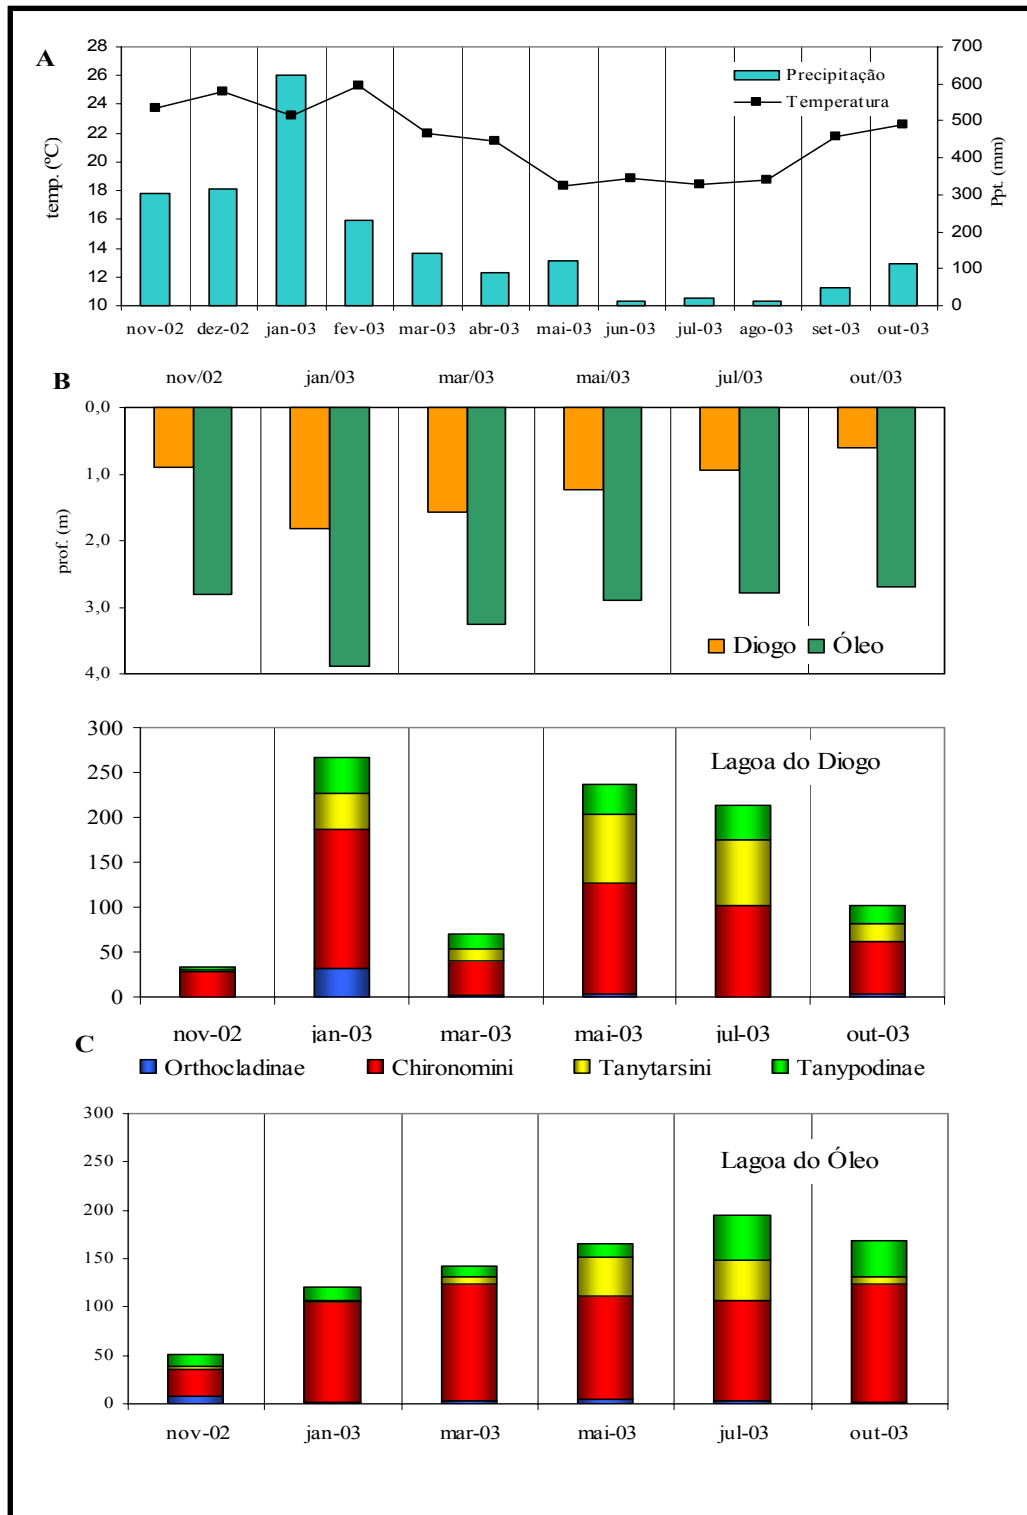 A
28
26
24
22
20
18
16
14
12
10
temp. (ºC)
700
600
500
400
300
200
100
0
Ppt. (mm)
Precipitação
Temperatura
nov-02 dez-02 jan-03 fev-03 mar-03 abr-03 mai-03 jun-03 jul-03 ago-03 set-03 out-03
B
nov/02 jan/03 mar/03 mai/03 jul/03 out/03
0,0
1,0
2,0
3,0
4,0
prof. (m)
Diogo Óleo
300
250
200
150
100
50
0
Lagoa do Diogo
nov-02 jan-03 mar-03 mai-03 jul-03 out-03
C
Orthocladinae Chironomini Tanytarsini Tanypodinae
300
250
200
150
100
50
0
Lagoa do Óleo
nov-02 jan-03 mar-03 mai-03 jul-03 out-03